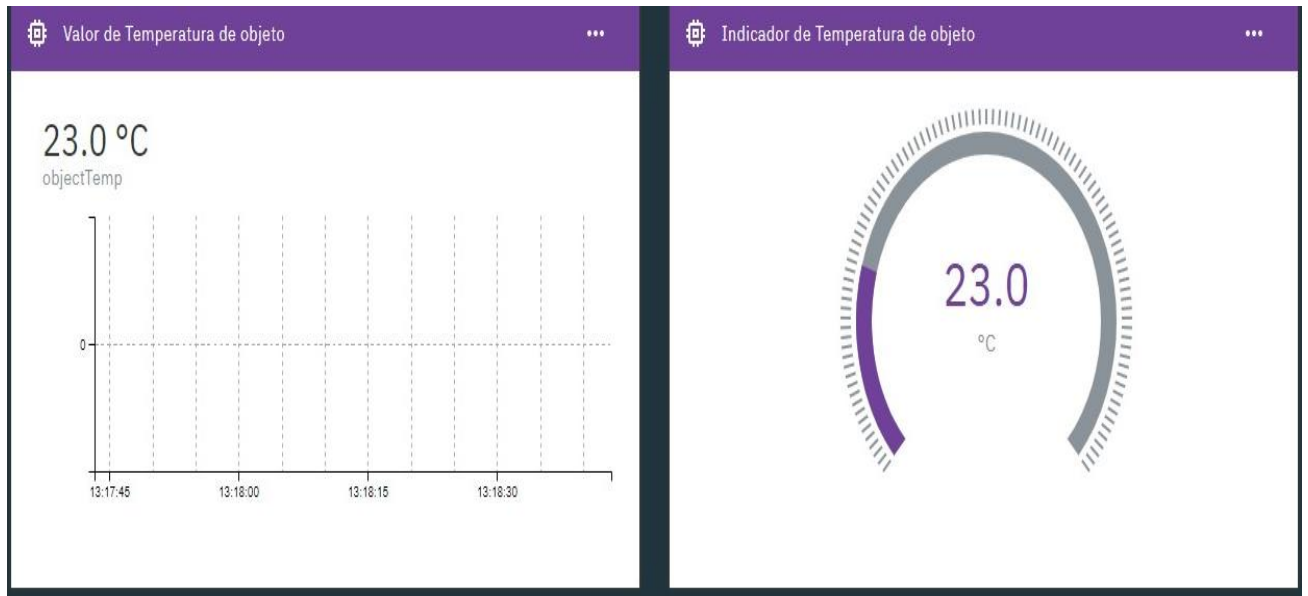 Valor de Temperatura de objeto
23.0 °C
objectTemp
0
13:17:45 13:18:00 13:18:15 13:18:30
Indicador de Temperatura de objeto
23.0
°C